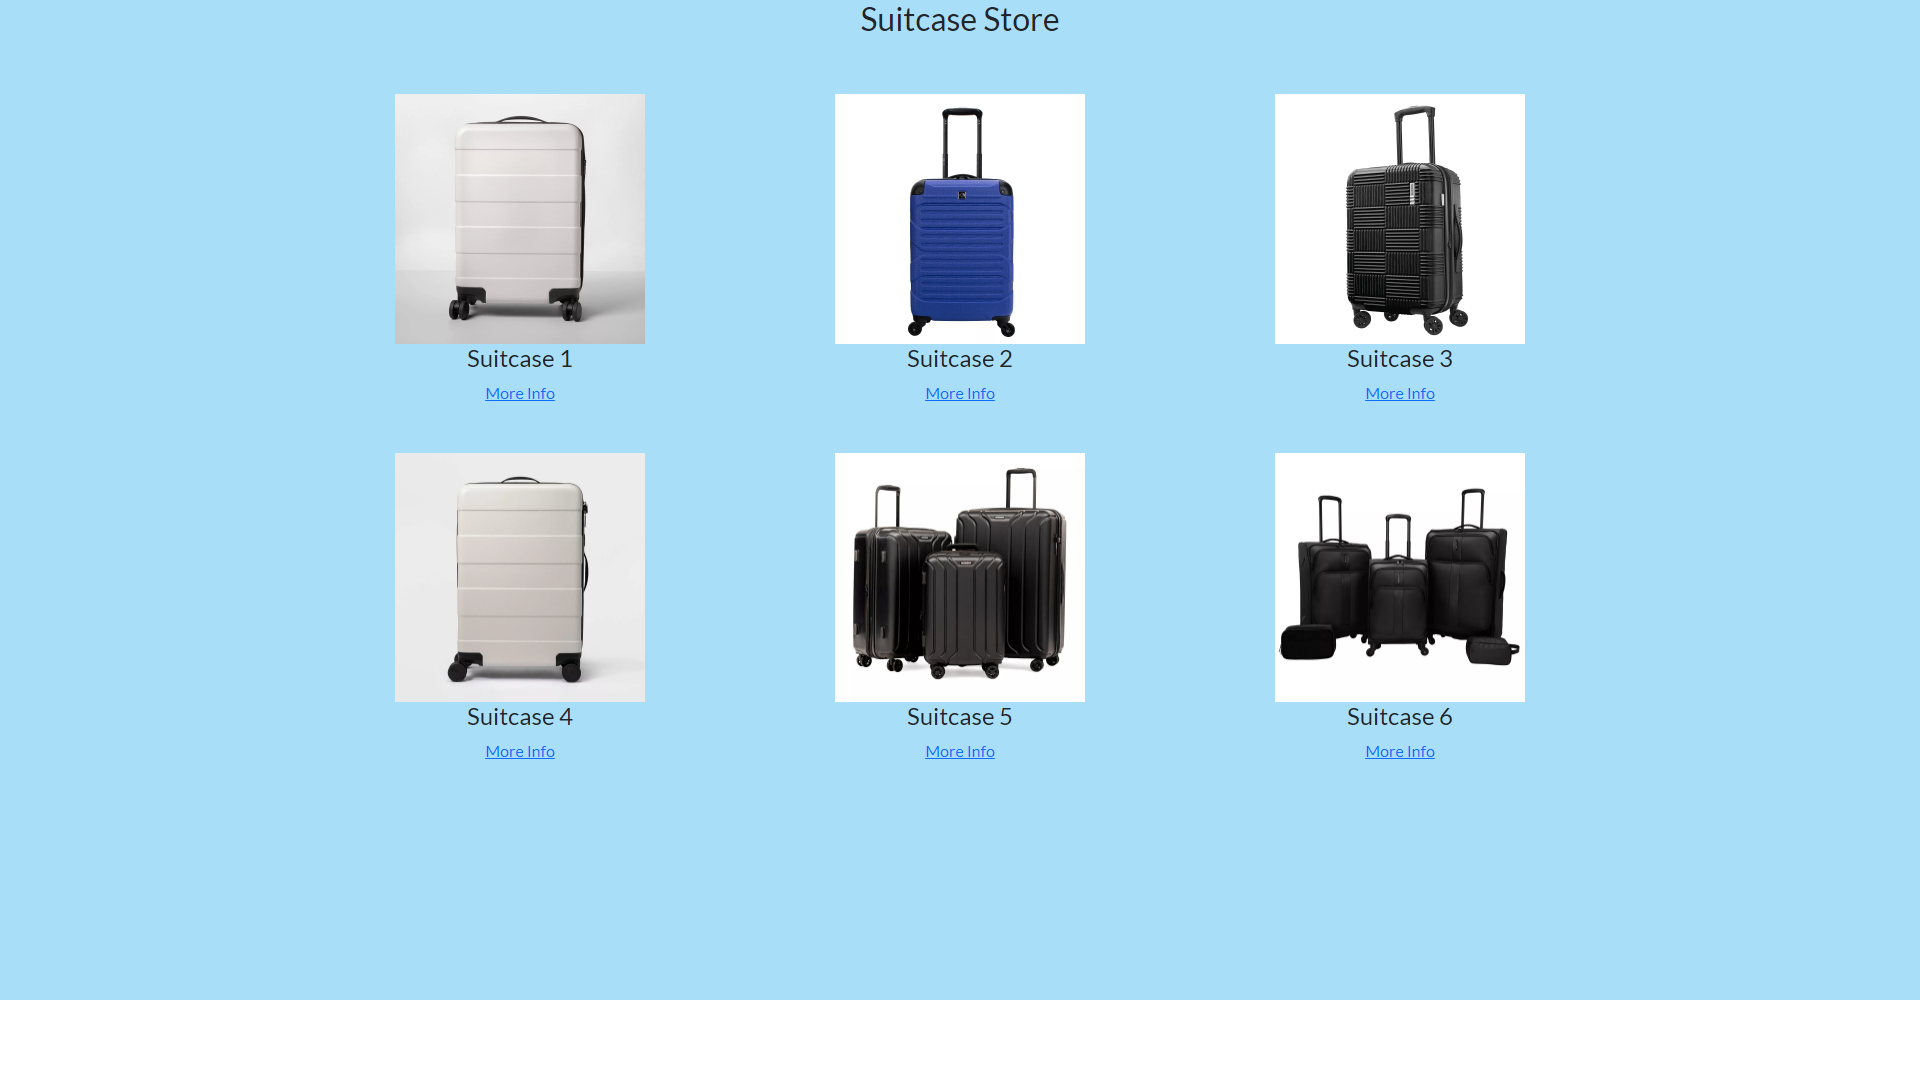 Suitcase Store
Suitcase 1
More Info
Suitcase 2
More Info
Suitcase 3
More Info
Suitcase 4
More Info
Suitcase 5
More Info
Suitcase 6
More Info